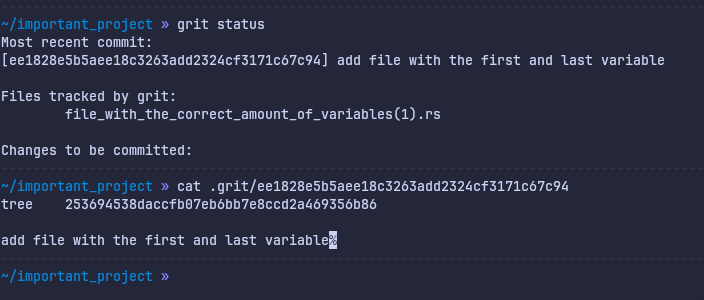 ~/important_project » grit status
Most recent commit:
[ee1828e5b5aee18c3263add2324cf3171c67c94] add file with the first and last variable
Files tracked by grit:
file_with_the_correct_amount_of_variables(1).rs
Changes to be committed:
~/important_project » cat .grit/ee1828e5b5aee18c3263add2324cf3171c67c94
tree    253694538daccfb07eb6bb7e8ccd2a469356b86
add file with the first and last variable%
~/important_project »